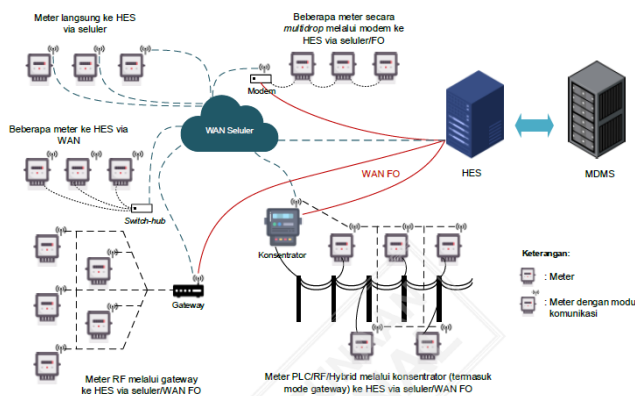 Meter langsung ke HES
via seluler
Beberapa meter secara
multidrop melalui modem ke
HES via seluler/FO
Modem
WAN Seluler
Beberapa meter ke HES via
WAN
Switch-hub
HES
MDMS
WAN FO
Konsentrator
Gateway
Keterangan:
: Meter
: Meter dengan modu
komunikasi
Meter RF melalui gateway
ke HES via seluler/WAN FO
Meter PLC/RF/Hybrid melalui konsentrator (termasuk
mode gateway) ke HES via seluler/WAN FO